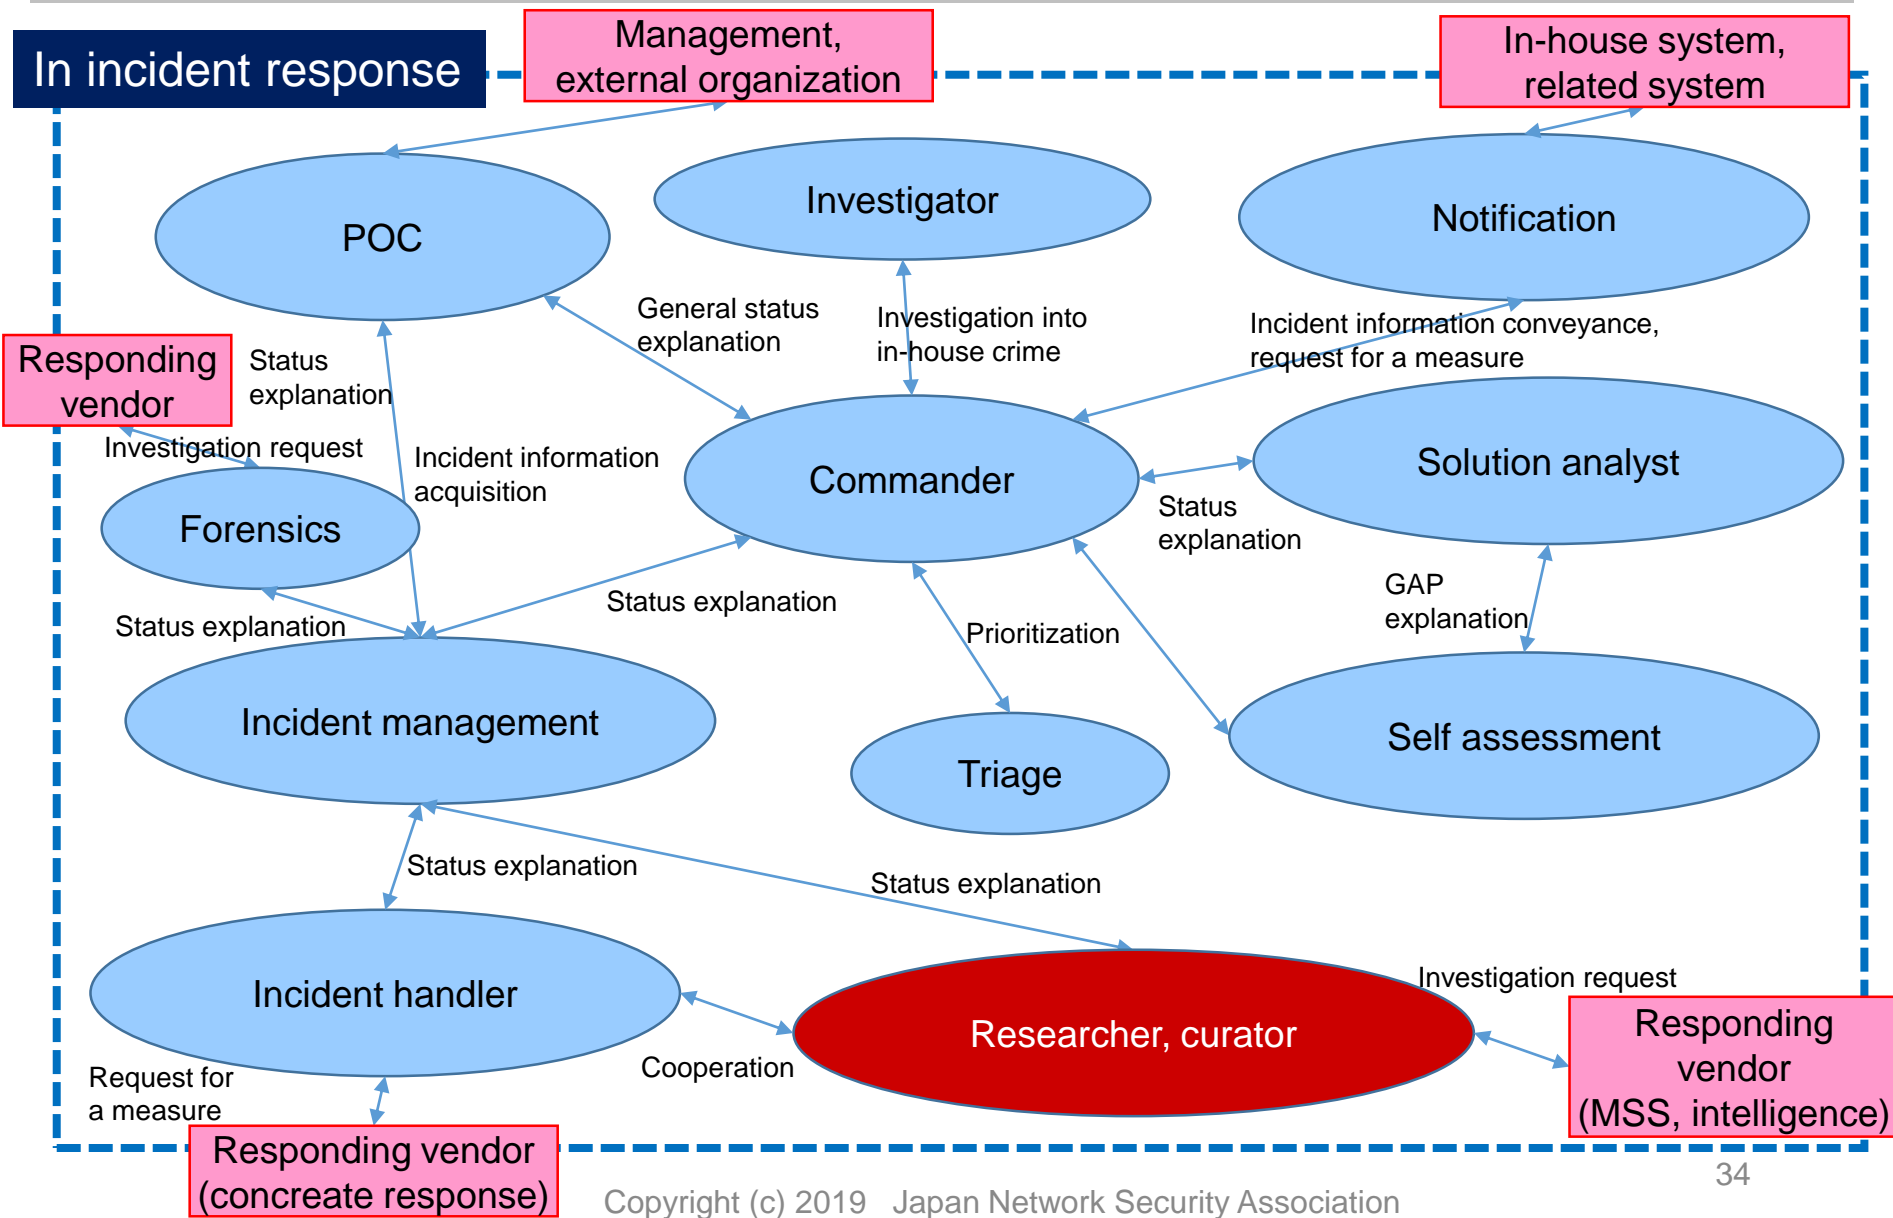 In incident response
Management,
external organization
In-house system,
related system
POC
Investigator
Notification
General status
explanation
Investigation into
in-house crime
Incident information conveyance,
request for a measure
Responding
vendor
Status
explanation
Investigation request
Incident information
acquisition
Commander
Solution analyst
Forensics
Status
explanation
GAP
explanation
Status explanation
Status explanation
Prioritization
Incident management
Triage
Self assessment
Status explanation
Status explanation
Incident handler
Researcher, curator
Investigation request
Cooperation
Responding
vendor
(MSS, intelligence)
Request for
a measure
Responding vendor
(concreate response)
Copyright (c) 2019 Japan Network Security Association
34